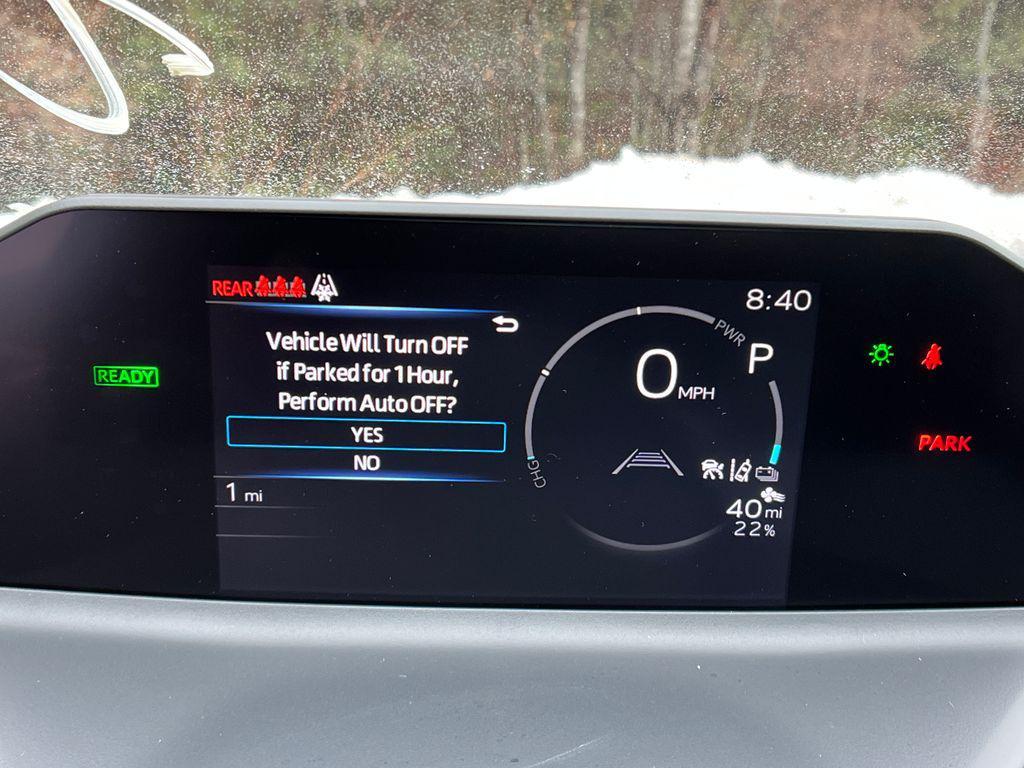 REAR
8:40
Vehicle Will Turn OFF
if Parked for 1 Hour,
Perform Auto OFF?
YES
NO
1 mi
READY
PWR
P
0 MPH
CHG
40 mi
22%
PARK